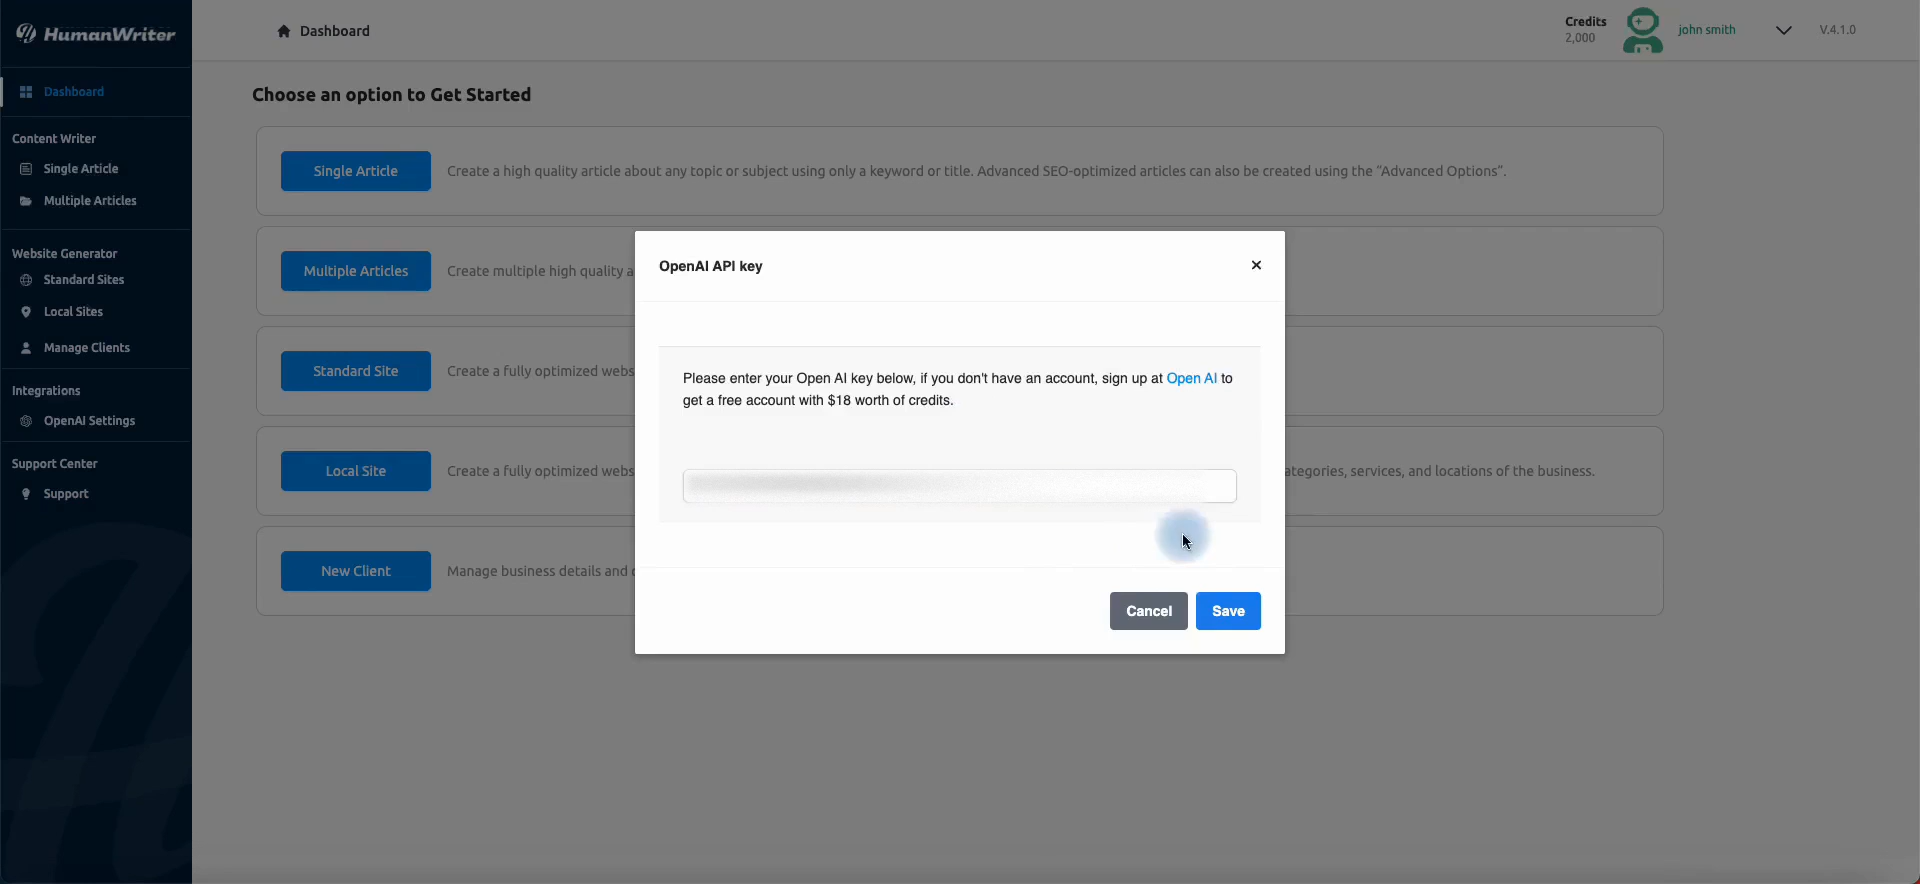 HumanWriter
Dashboard
Credits
2,000
john smith
V.4.1.0
Dashboard
Content Writer
Single Article
Multiple Articles
Website Generator
Standard Sites
Local Sites
Manage Clients
Integrations
OpenAI Settings
Support Center
Support
Choose an option to Get Started
Single Article
Create a high quality article about any topic or subject using only a keyword or title. Advanced SEO-optimized articles can also be created using the "Advanced Options".
Multiple Articles
Create multiple high quality
Standard Site
Create a fully optimized
Local Site
Create a fully optimized
services, and locations of the business.
New Client
Manage business details and
OpenAI API key
×
Please enter your Open AI key below, if you don't have an account, sign up at Open AI to
get a free account with $18 worth of credits.
Cancel
Save